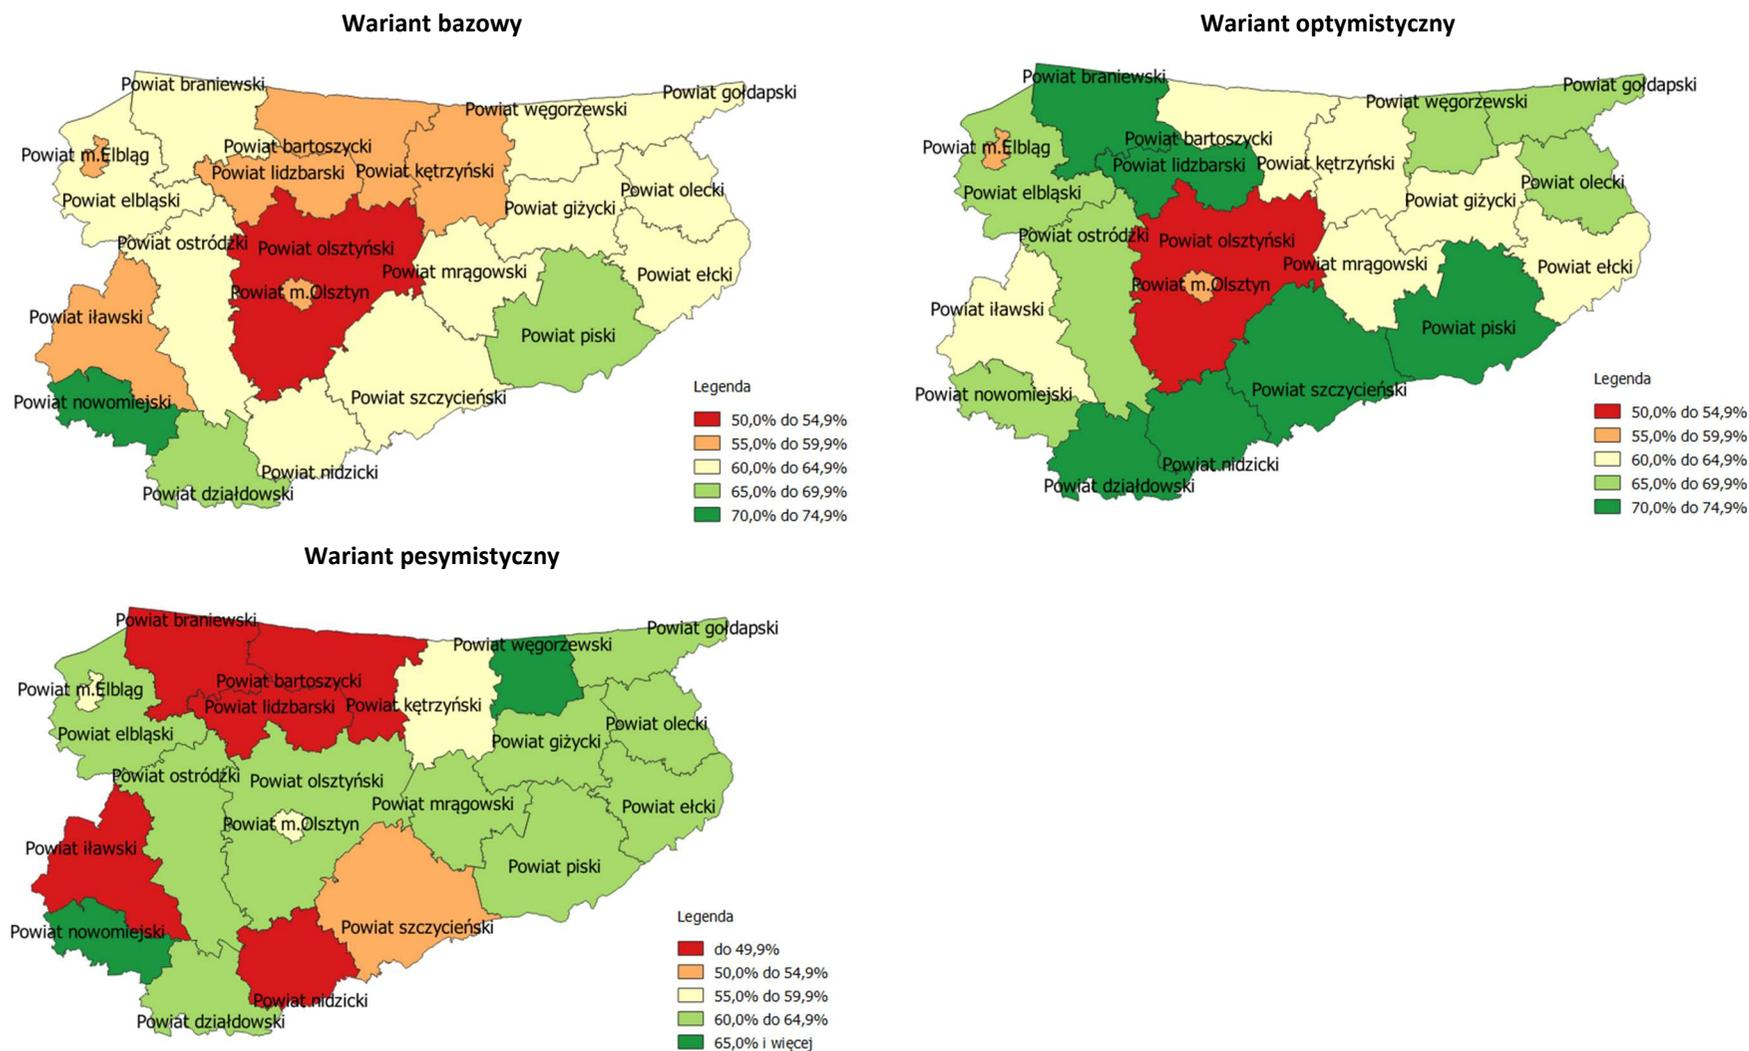 Wariant bazowy
Powiat braniewski
Powiat gołdapski
Powiat węgorzewski
Powiat bartoszycki
Powiat m.Elbląg
Powiat lidzbarski
Powiat kętrzyński
Powiat olecki
Powiat elbląski
Powiat giżycki
Powiat ostródzki
Powiat olsztyński
Powiat mrągowski
Powiat ełcki
Powiat m.Olsztyn
Powiat iławski
Powiat piski
Powiat szczycieński
Powiat nowomiejski
Powiat nidzicki
Powiat działdowski
Legenda
50,0% do 54,9%
55,0% do 59,9%
60,0% do 64,9%
65,0% do 69,9%
70,0% do 74,9%
Wariant optymistyczny
Powiat braniewski
Powiat gołdapski
Powiat węgorzewski
Powiat bartoszycki
Powiat m.Elbląg
Powiat lidzbarski
Powiat kętrzyński
Powiat olecki
Powiat elbląski
Powiat giżycki
Powiat ostródzki
Powiat olsztyński
Powiat mrągowski
Powiat ełcki
Powiat m.Olsztyn
Powiat iławski
Powiat piski
Powiat szczycieński
Powiat nowomiejski
Powiat nidzicki
Powiat działdowski
Legenda
50,0% do 54,9%
55,0% do 59,9%
60,0% do 64,9%
65,0% do 69,9%
70,0% do 74,9%
Wariant pesymistyczny
Powiat braniewski
Powiat gołdapski
Powiat węgorzewski
Powiat bartoszycki
Powiat m.Elbląg
Powiat lidzbarski
Powiat kętrzyński
Powiat olecki
Powiat elbląski
Powiat giżycki
Powiat ostródzki
Powiat olsztyński
Powiat mrągowski
Powiat ełcki
Powiat m.Olsztyn
Powiat iławski
Powiat piski
Powiat szczycieński
Powiat nowomiejski
Powiat nidzicki
Powiat działdowski
Legenda
do 49,9%
50,0% do 54,9%
55,0% do 59,9%
60,0% do 64,9%
65,0% i więcej